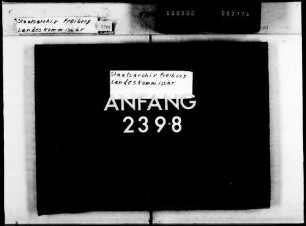 Staatsarchiv Freiburg
Landeskommissär
Staatsarchiv Freiburg
Landeskommissär
ANFANG
2398